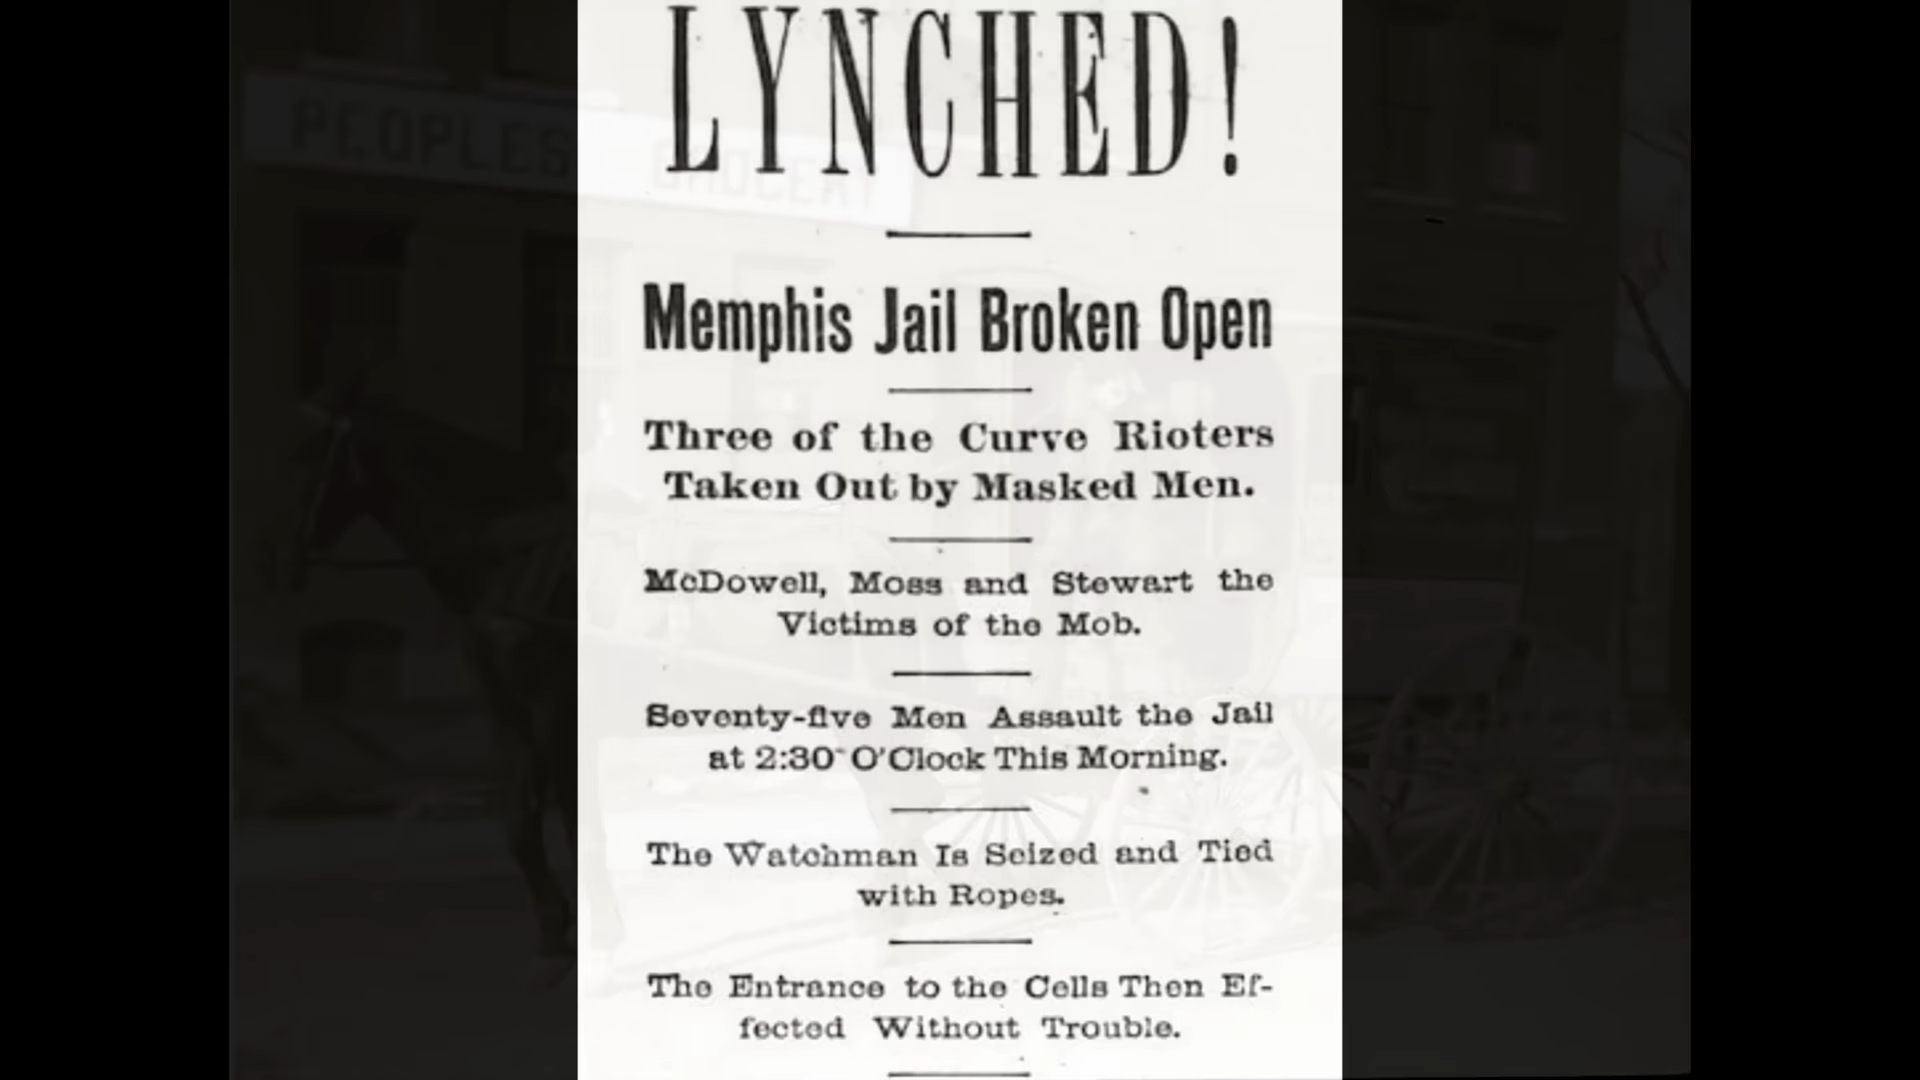 LYNCHED!
PEOPLES GROCERY
Memphis Jail Broken Open
Three of the Curve Rioters
Taken Out by Masked Men.
McDowell, Moss and Stewart the
Victims of the Mob.
Seventy-five Men Assault the Jail
at 2:30 O'Clock This Morning.
The Watchman Is Seized and Tied
with Ropes.
The Entrance to the Cells Then Ef-
fected Without Trouble.